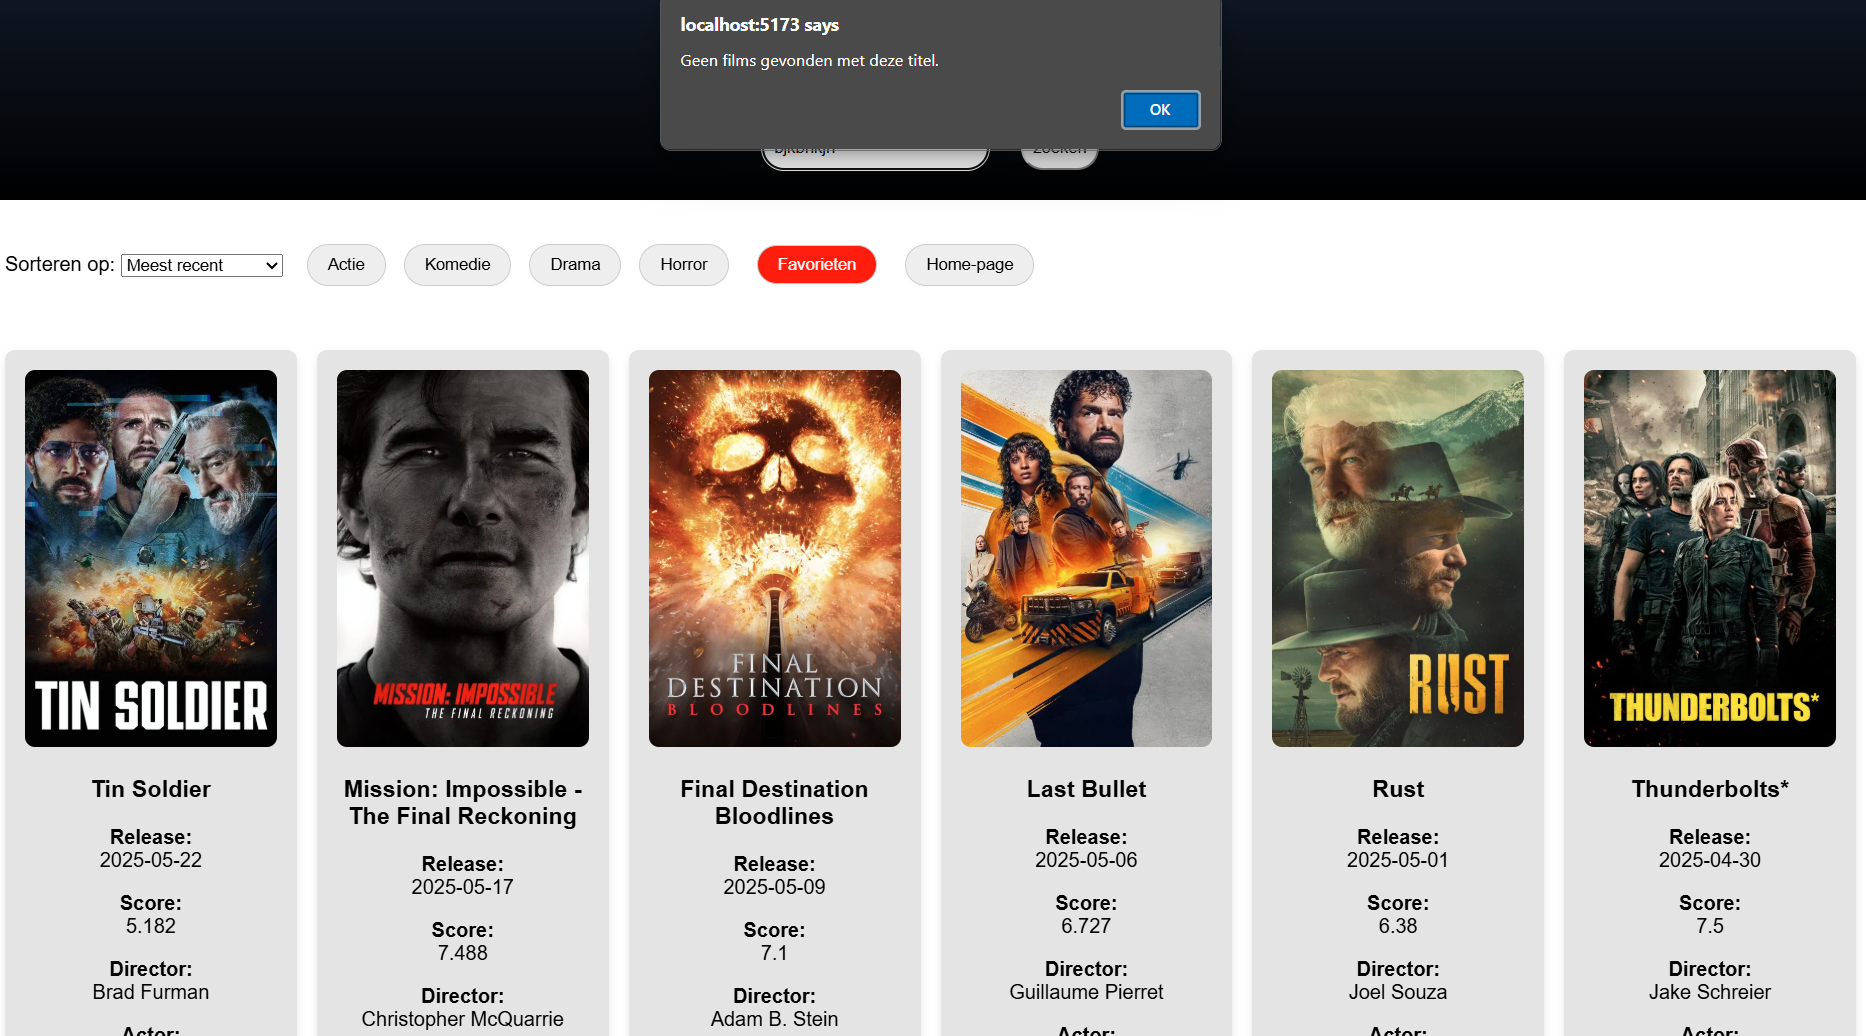 localhost:5173 says
Geen films gevonden met deze titel.
OK
zoeken
Sorteren op: Meest recent Actie Komedie Drama Horror Favorieten Home-page
TIN SOLDIER
MISSION: IMPOSSIBLE
THE FINAL RECKONING
FINAL
DESTINATION
BLOODLINES
RUST
THUNDERBOLTS*
Tin Soldier
Release:
2025-05-22
Score:
5.182
Director:
Brad Furman
Actor:
Mission: Impossible -
The Final Reckoning
Release:
2025-05-17
Score:
7.488
Director:
Christopher McQuarrie
Final Destination
Bloodlines
Release:
2025-05-09
Score:
7.1
Director:
Adam B. Stein
Last Bullet
Release:
2025-05-06
Score:
6.727
Director:
Guillaume Pierret
Actor:
Rust
Release:
2025-05-01
Score:
6.38
Director:
Joel Souza
Actor:
Thunderbolts*
Release:
2025-04-30
Score:
7.5
Director:
Jake Schreier
Actor: